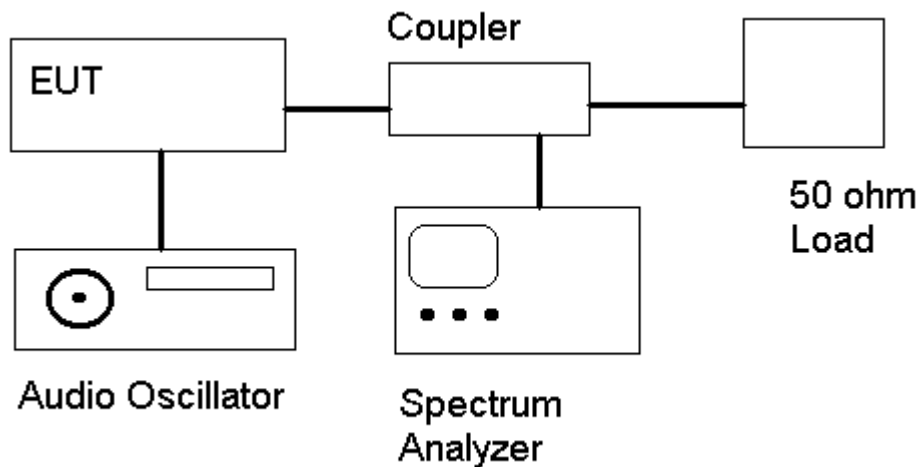 Coupler
EUT
50 ohm
Load
Audio Oscillator
Spectrum
Analyzer